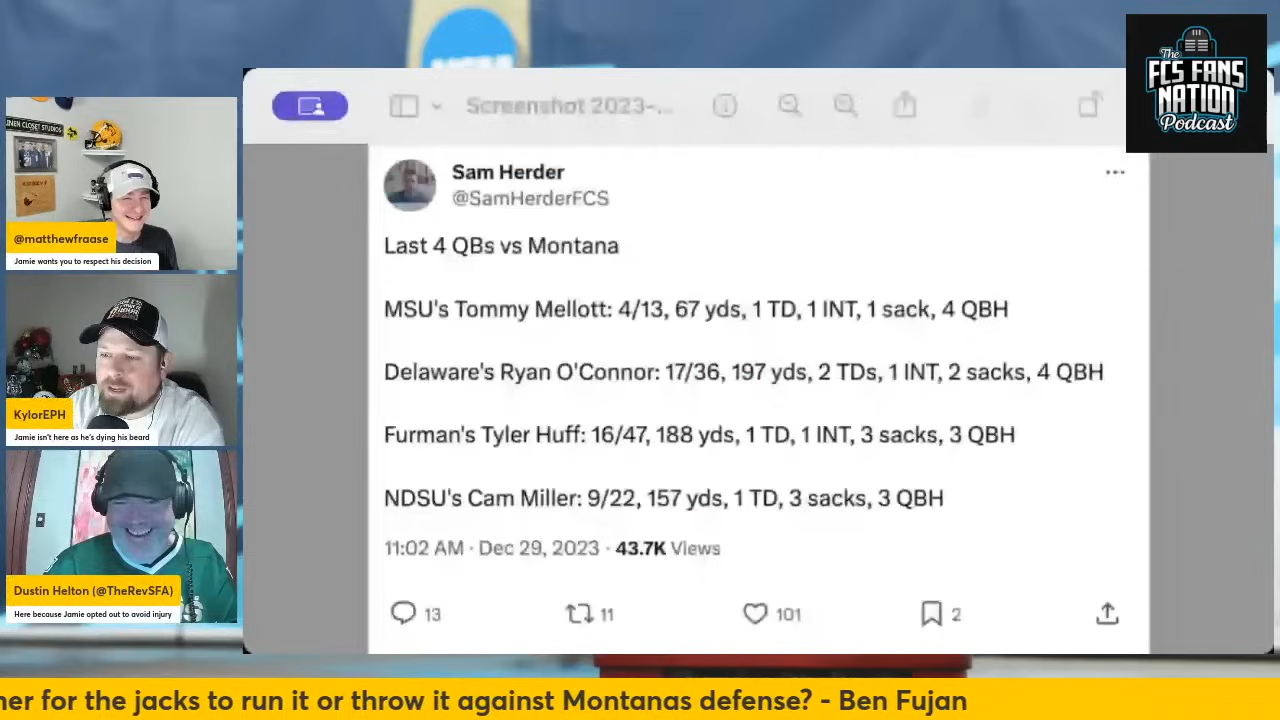 The
FCS FANS
NATION
Podcast
Screenshot 2023-...
LINEN CLOSET STUDIOS
@matthewfraase
Jamie wants you to respect his decision
KylorEPH
Jamie isn't here as he's dying his beard
Dustin Helton (@TheRevSFA)
Here because Jamie opted out to avoid injury
Sam Herder
@SamHerderFCS
Last 4 QBs vs Montana
MSU's Tommy Mellott: 4/13, 67 yds, 1 TD, 1 INT, 1 sack, 4 QBH
Delaware's Ryan O'Connor: 17/36, 197 yds, 2 TDs, 1 INT, 2 sacks, 4 QBH
Furman's Tyler Huff: 16/47, 188 yds, 1 TD, 1 INT, 3 sacks, 3 QBH
NDSU's Cam Miller: 9/22, 157 yds, 1 TD, 3 sacks, 3 QBH
11:02 AM · Dec 29, 2023 · 43.7K Views
13 11 101 2
ner for the jacks to run it or throw it against Montanas defense? - Ben Fujan